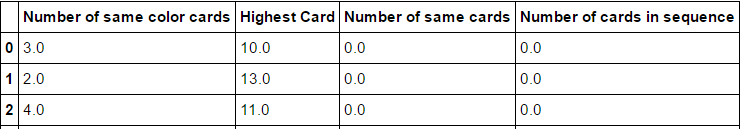 Number of same color cards Highest Card Number of same cards Number of cards in sequence
0 3.0 10.0 0.0 0.0
1 2.0 13.0 0.0 0.0
2 4.0 11.0 0.0 0.0